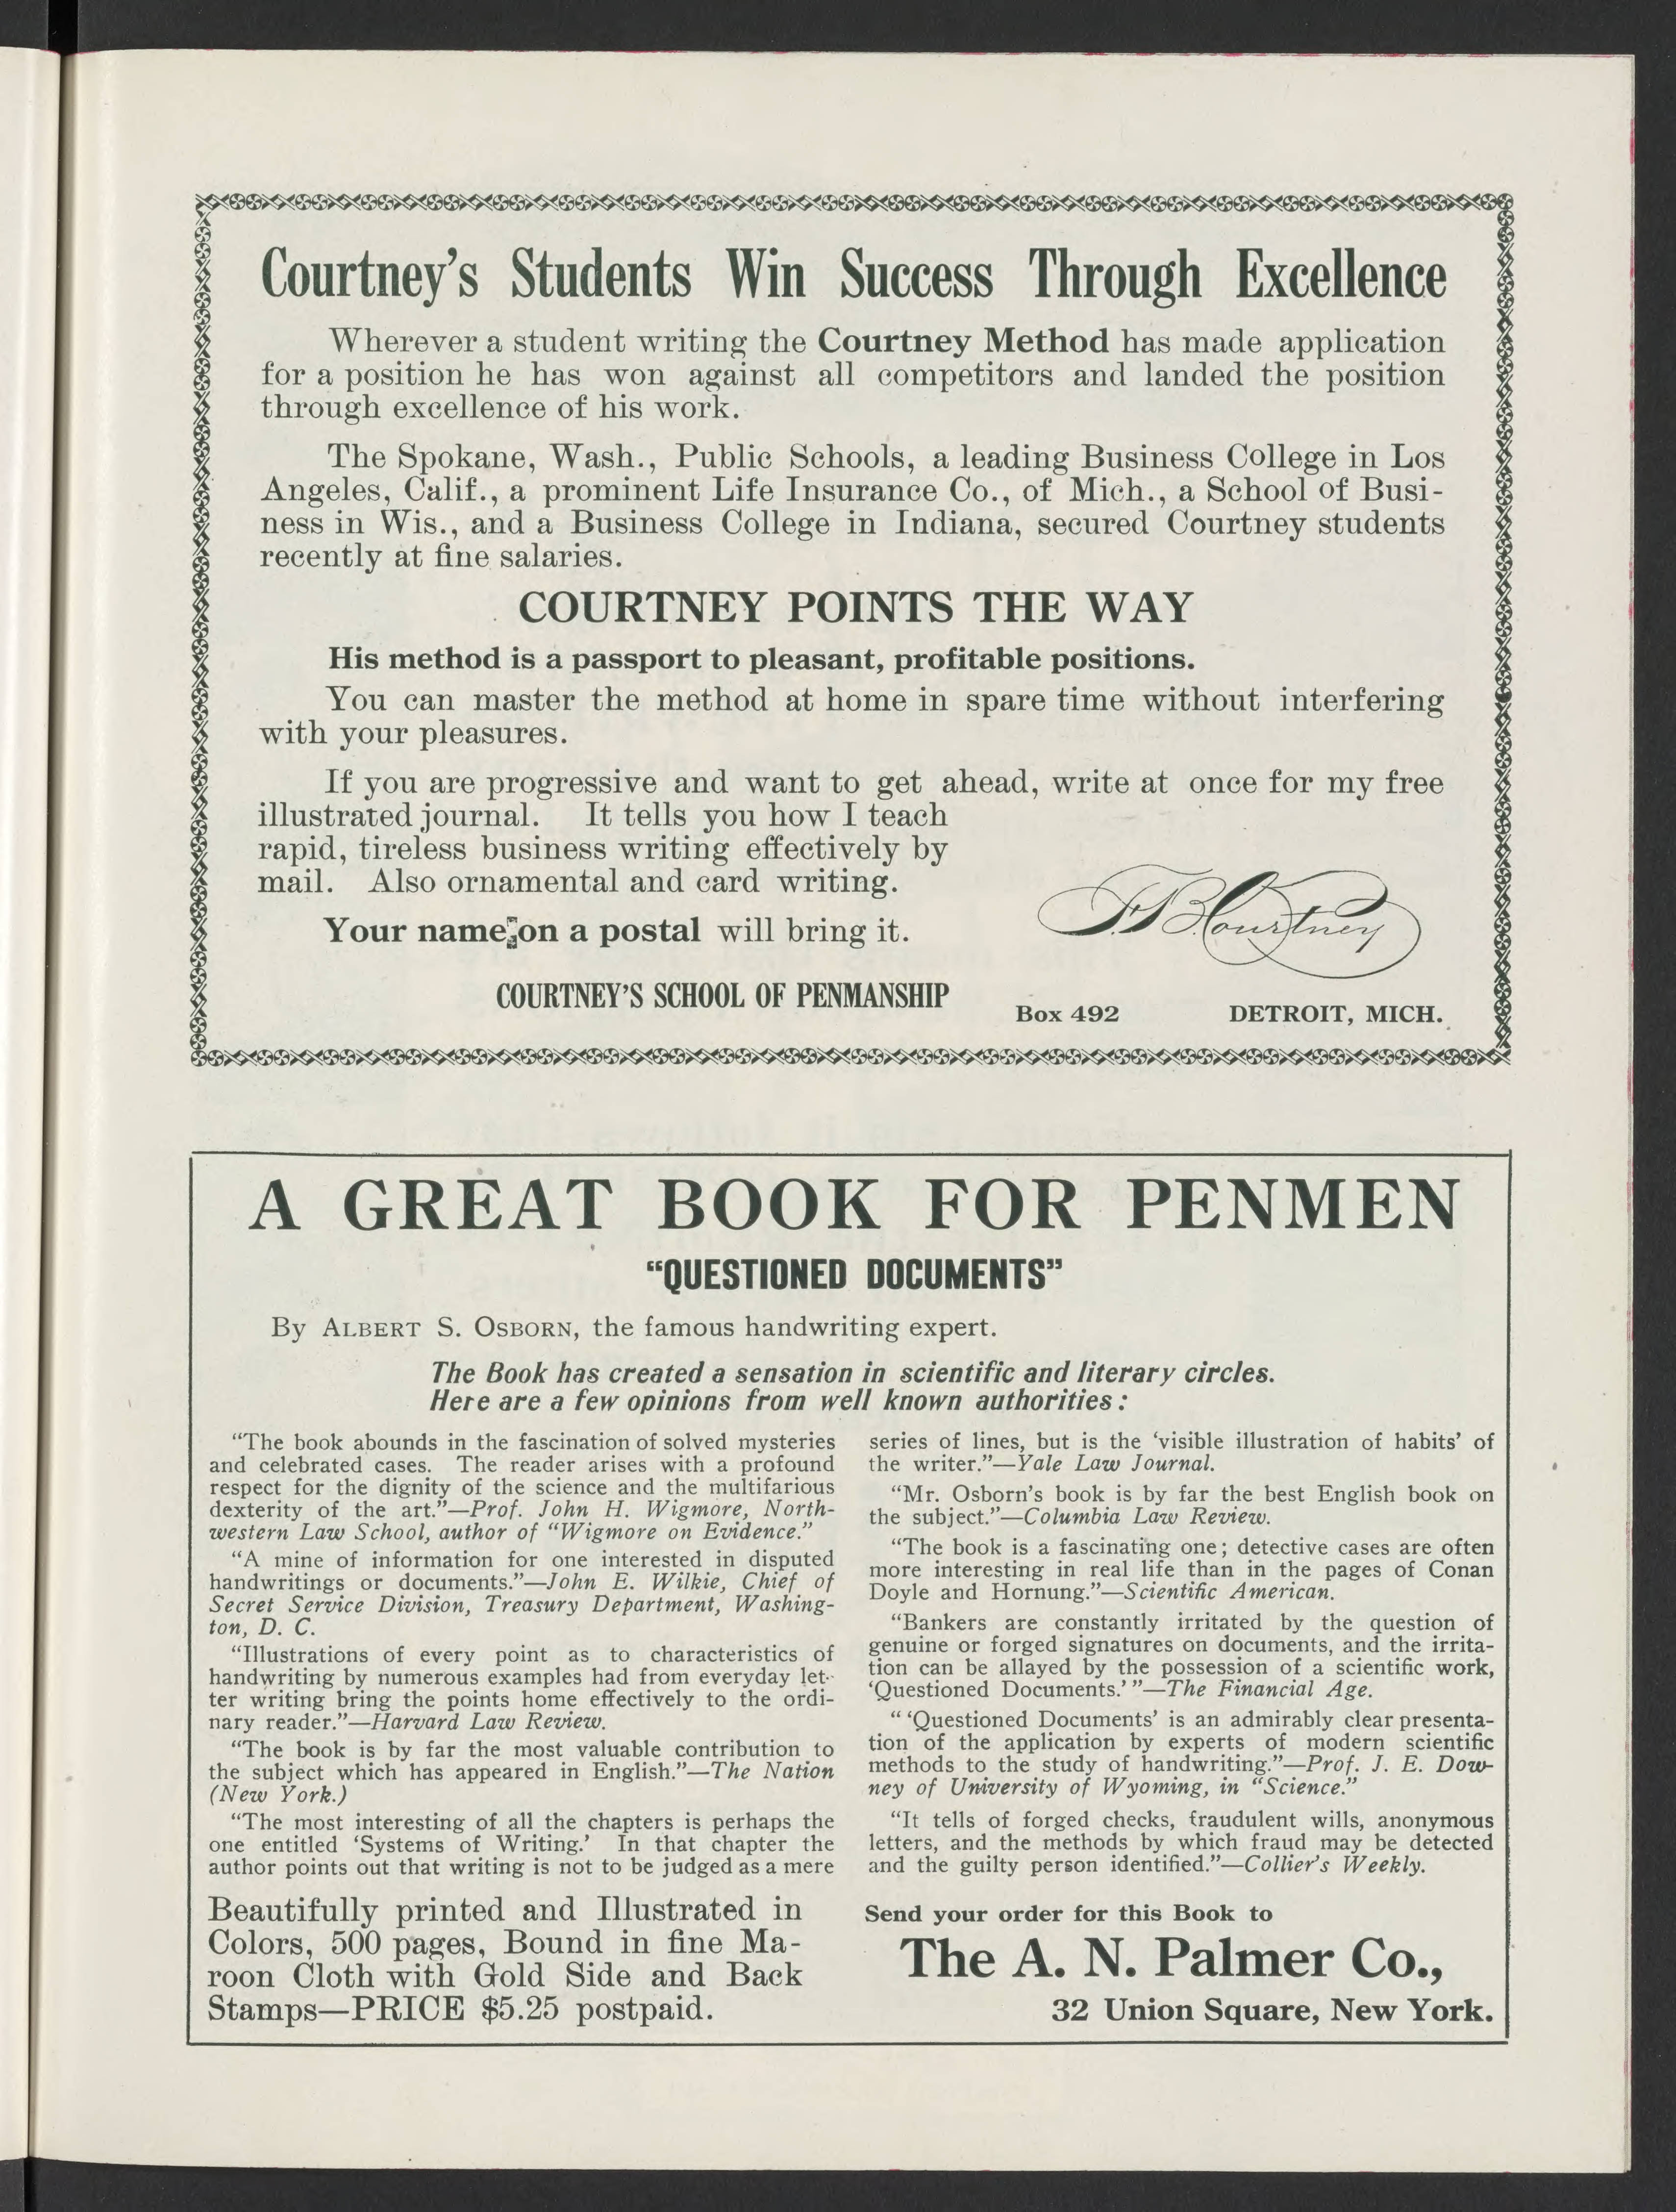 Courtney's Students Win Success Through Excellence
Wherever a student writing the Courtney Method has made application
for a position he has won against all competitors and landed the position
through excellence of his work.
The Spokane, Wash., Public Schools, a leading Business College in Los
Angeles, Calif., a prominent Life Insurance Co., of Mich., a School of Busi-
ness in Wis., and a Business College in Indiana, secured Courtney students
recently at fine salaries.
COURTNEY POINTS THE WAY
His method is a passport to pleasant, profitable positions.
You can master the method at home in spare time without interfering
with your pleasures.
If you are progressive and want to get ahead, write at once for my free
illustrated journal. It tells you how I teach
rapid, tireless business writing effectively by
mail. Also ornamental and card writing.
Your name on a postal will bring it.
F. B. Courtney
COURTNEY'S SCHOOL OF PENMANSHIP
Box 492 DETROIT, MICH.
A GREAT BOOK FOR PENMEN
"QUESTIONED DOCUMENTS"
By ALBERT S. OSBORN, the famous handwriting expert.
The Book has created a sensation in scientific and literary circles.
Here are a few opinions from well known authorities:
"The book abounds in the fascination of solved mysteries
and celebrated cases. The reader arises with a profound
respect for the dignity of the science and the multifarious
dexterity of the art."—Prof. John H. Wigmore, North-
western Law School, author of "Wigmore on Evidence."
"A mine of information for one interested in disputed
handwritings or documents."—John E. Wilkie, Chief of
Secret Service Division, Treasury Department, Washing-
ton, D. C.
"Illustrations of every point as to characteristics of
handwriting by numerous examples had from everyday let-
ter writing bring the points home effectively to the ordi-
nary reader."—Harvard Law Review.
"The book is by far the most valuable contribution to
the subject which has appeared in English."—The Nation
(New York.)
"The most interesting of all the chapters is perhaps the
one entitled 'Systems of Writing.' In that chapter the
author points out that writing is not to be judged as a mere
series of lines, but is the 'visible illustration of habits' of
the writer."—Yale Law Journal.
"Mr. Osborn's book is by far the best English book on
the subject."—Columbia Law Review.
"The book is a fascinating one; detective cases are often
more interesting in real life than in the pages of Conan
Doyle and Hornung."—Scientific American.
"Bankers are constantly irritated by the question of
genuine or forged signatures on documents, and the irrita-
tion can be allayed by the possession of a scientific work,
'Questioned Documents.'"—The Financial Age.
"'Questioned Documents' is an admirably clear presenta-
tion of the application by experts of modern scientific
methods to the study of handwriting."—Prof. J. E. Dow-
ney of University of Wyoming, in "Science."
"It tells of forged checks, fraudulent wills, anonymous
letters, and the methods by which fraud may be detected
and the guilty person identified."—Collier's Weekly.
Beautifully printed and Illustrated in
Colors, 500 pages, Bound in fine Ma-
roon Cloth with Gold Side and Back
Stamps—PRICE $5.25 postpaid.
Send your order for this Book to
The A. N. Palmer Co.,
32 Union Square, New York.